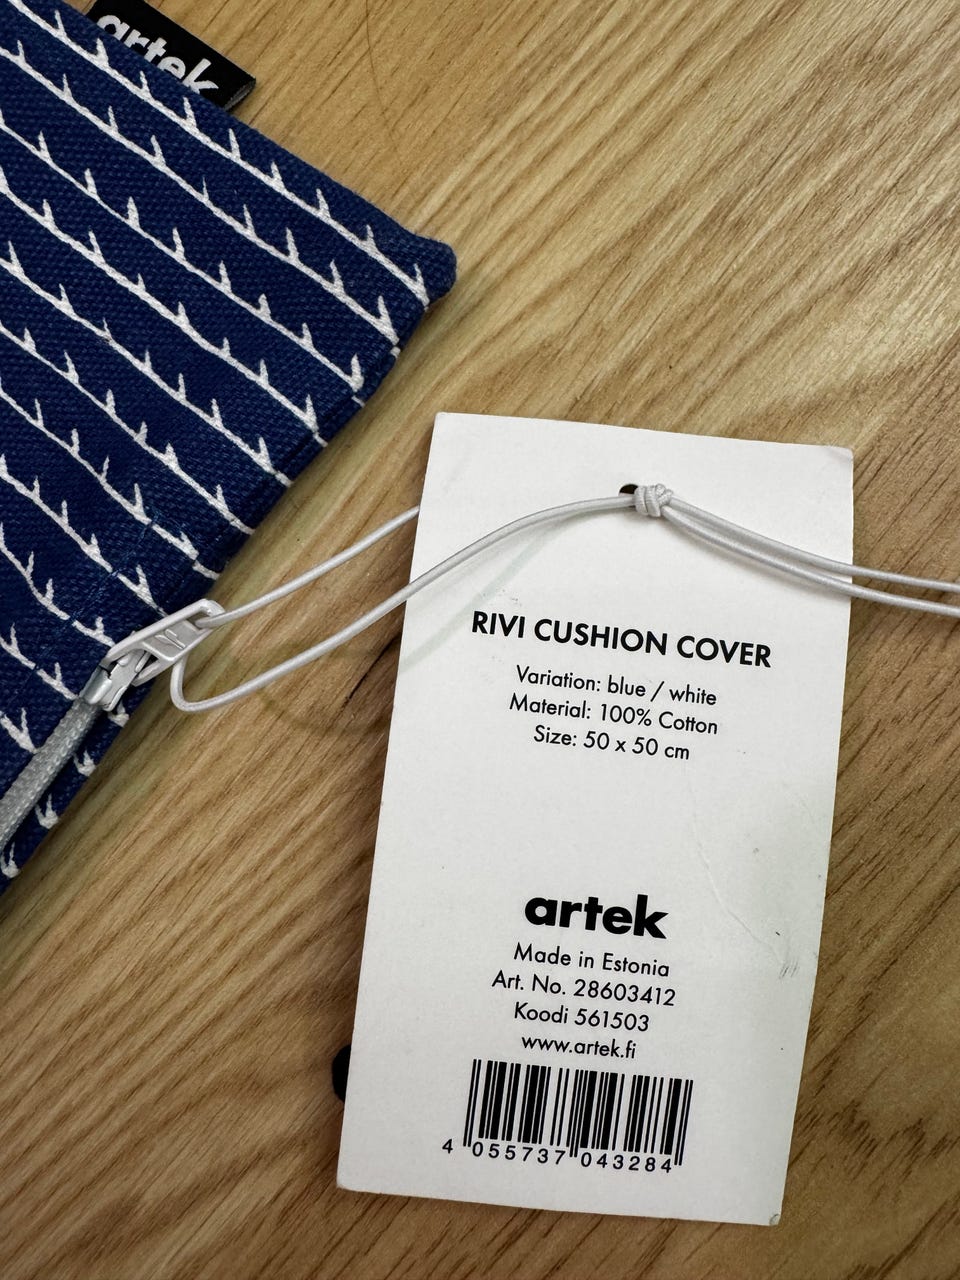 artek
RIVI CUSHION COVER
Variation: blue / white
Material: 100% Cotton
Size: 50 x 50 cm
artek
Made in Estonia
Art. No. 28603412
Koodi 561503
www.artek.fi
4 055737 043284